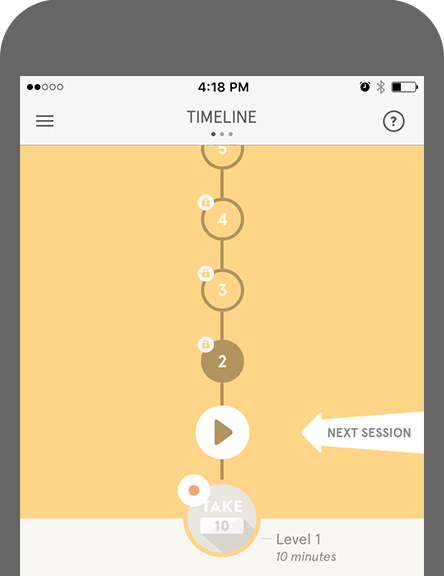 4:18 PM
TIMELINE
?
5
4
3
2
NEXT SESSION
TAKE
10
Level 1
10 minutes